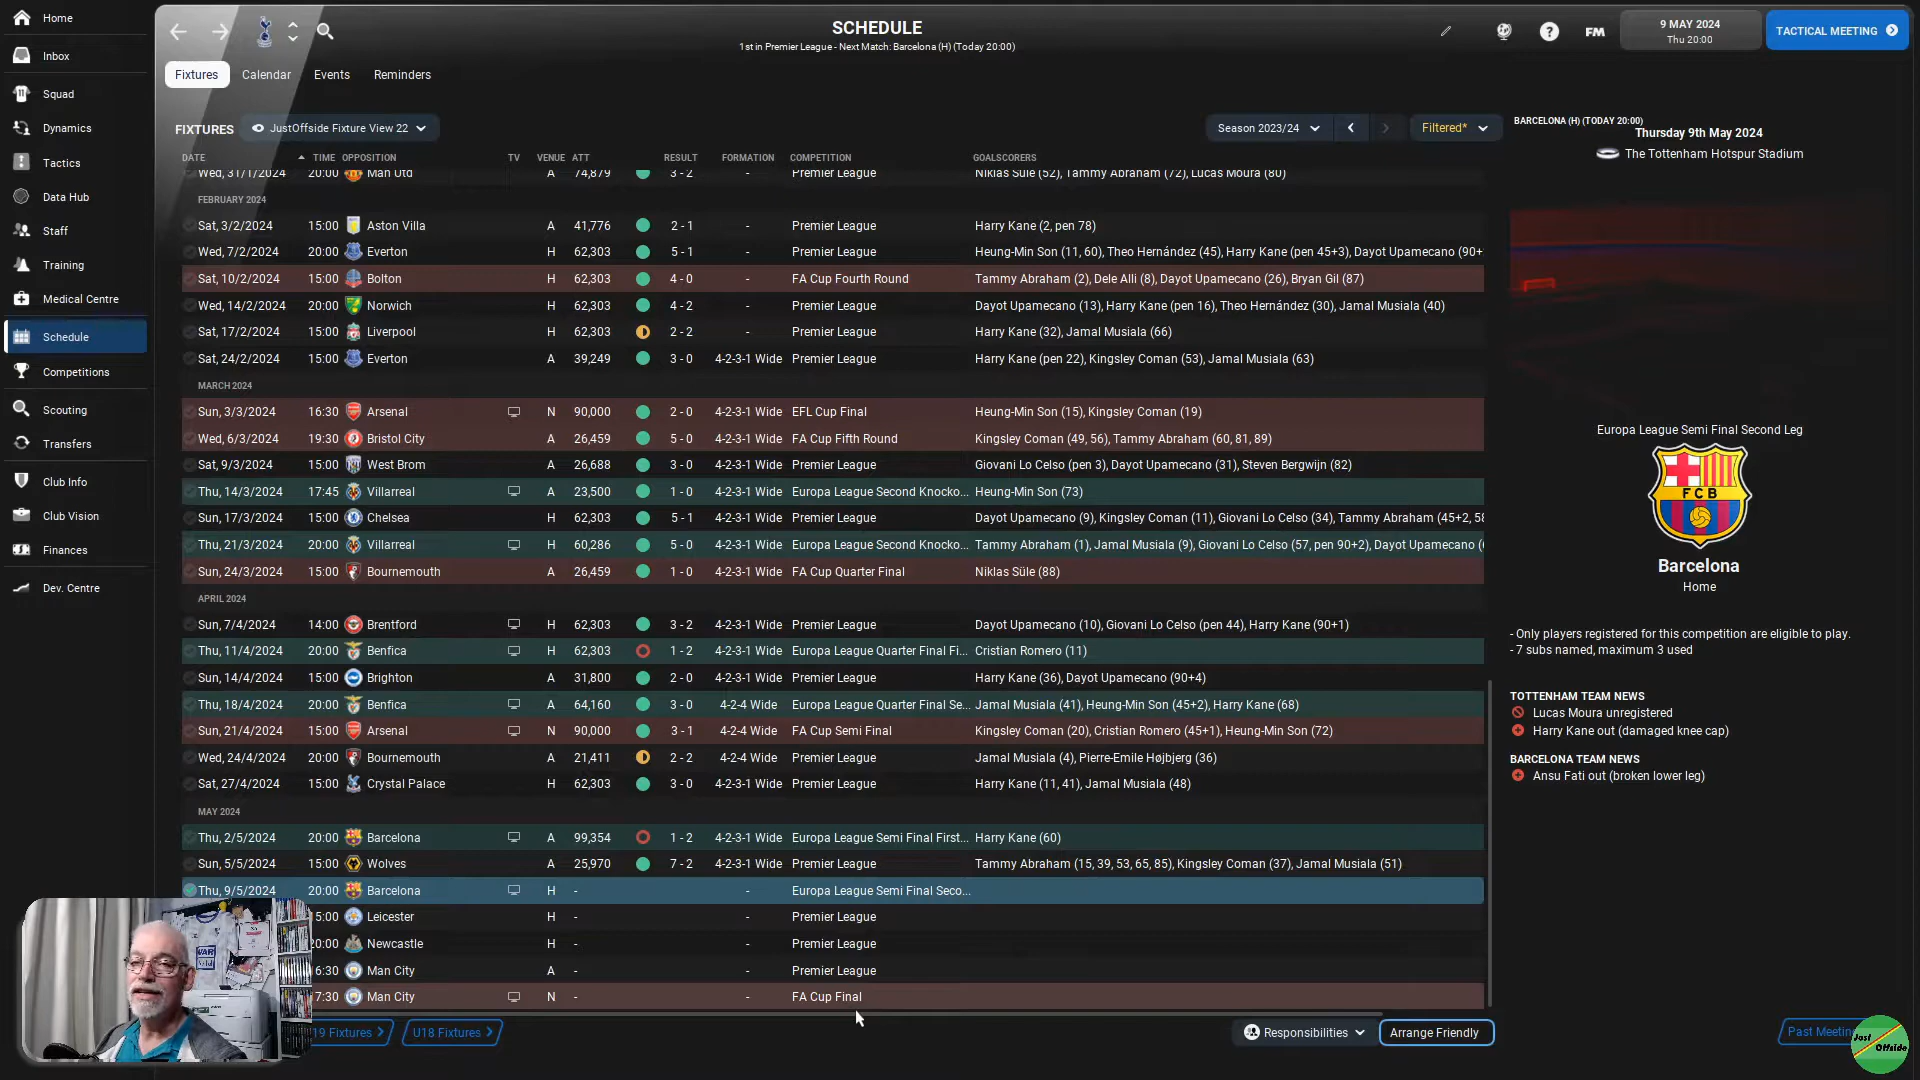 Home
Inbox
Squad
Dynamics
Tactics
Data Hub
Staff
Training
Medical Centre
Schedule
Competitions
Scouting
Transfers
Club Info
Club Vision
Finances
Dev. Centre
SCHEDULE
1st in Premier League - Next Match: Barcelona (H) (Today 20:00)
FM
9 MAY 2024
Thu 20:00
TACTICAL MEETING
Fixtures Calendar Events Reminders
FIXTURES JustOffside Fixture View 22 Season 2023/24 Filtered*
DATE TIME OPPOSITION TV VENUE ATT RESULT FORMATION COMPETITION GOALSCORERS
Wed, 31/1/2024 20:00 Man Utd A 74,879 3 - 2 - Premier League Niklas Süle (52), Tammy Abraham (72), Lucas Moura (80)
FEBRUARY 2024
Sat, 3/2/2024 15:00 Aston Villa A 41,776 2 - 1 - Premier League Harry Kane (2, pen 78)
Wed, 7/2/2024 20:00 Everton H 62,303 5 - 1 - Premier League Heung-Min Son (11, 60), Theo Hernández (45), Harry Kane (pen 45+3), Dayot Upamecano (90+
Sat, 10/2/2024 15:00 Bolton H 62,303 4 - 0 - FA Cup Fourth Round Tammy Abraham (2), Dele Alli (8), Dayot Upamecano (26), Bryan Gil (87)
Wed, 14/2/2024 20:00 Norwich H 62,303 4 - 2 - Premier League Dayot Upamecano (13), Harry Kane (pen 16), Theo Hernández (30), Jamal Musiala (40)
Sat, 17/2/2024 15:00 Liverpool H 62,303 2 - 2 - Premier League Harry Kane (32), Jamal Musiala (66)
Sat, 24/2/2024 15:00 Everton A 39,249 3 - 0 4-2-3-1 Wide Premier League Harry Kane (pen 22), Kingsley Coman (53), Jamal Musiala (63)
MARCH 2024
Sun, 3/3/2024 16:30 Arsenal N 90,000 2 - 0 4-2-3-1 Wide EFL Cup Final Heung-Min Son (15), Kingsley Coman (19)
Wed, 6/3/2024 19:30 Bristol City A 26,459 5 - 0 4-2-3-1 Wide FA Cup Fifth Round Kingsley Coman (49, 56), Tammy Abraham (60, 81, 89)
Sat, 9/3/2024 15:00 West Brom A 26,688 3 - 0 4-2-3-1 Wide Premier League Giovani Lo Celso (pen 3), Dayot Upamecano (31), Steven Bergwijn (82)
Thu, 14/3/2024 17:45 Villarreal A 23,500 1 - 0 4-2-3-1 Wide Europa League Second Knocko... Heung-Min Son (73)
Sun, 17/3/2024 15:00 Chelsea H 62,303 5 - 1 4-2-3-1 Wide Premier League Dayot Upamecano (9), Kingsley Coman (11), Giovani Lo Celso (34), Tammy Abraham (45+2, 58
Thu, 21/3/2024 20:00 Villarreal H 60,286 5 - 0 4-2-3-1 Wide Europa League Second Knocko... Tammy Abraham (1), Jamal Musiala (9), Giovani Lo Celso (57, pen 90+2), Dayot Upamecano (
Sun, 24/3/2024 15:00 Bournemouth A 26,459 1 - 0 4-2-3-1 Wide FA Cup Quarter Final Niklas Süle (88)
APRIL 2024
Sun, 7/4/2024 14:00 Brentford H 62,303 3 - 2 4-2-3-1 Wide Premier League Dayot Upamecano (10), Giovani Lo Celso (pen 44), Harry Kane (90+1)
Thu, 11/4/2024 20:00 Benfica H 62,303 1 - 2 4-2-3-1 Wide Europa League Quarter Final Fi... Cristian Romero (11)
Sun, 14/4/2024 15:00 Brighton A 31,800 2 - 0 4-2-3-1 Wide Premier League Harry Kane (36), Dayot Upamecano (90+4)
Thu, 18/4/2024 20:00 Benfica A 64,160 3 - 0 4-2-4 Wide Europa League Quarter Final Se... Jamal Musiala (41), Heung-Min Son (45+2), Harry Kane (68)
Sun, 21/4/2024 15:00 Arsenal N 90,000 3 - 1 4-2-4 Wide FA Cup Semi Final Kingsley Coman (20), Cristian Romero (45+1), Heung-Min Son (72)
Wed, 24/4/2024 20:00 Bournemouth A 21,411 2 - 2 4-2-4 Wide Premier League Jamal Musiala (4), Pierre-Emile Højbjerg (36)
Sat, 27/4/2024 15:00 Crystal Palace H 62,303 3 - 0 4-2-3-1 Wide Premier League Harry Kane (11, 41), Jamal Musiala (48)
MAY 2024
Thu, 2/5/2024 20:00 Barcelona A 99,354 1 - 2 4-2-3-1 Wide Europa League Semi Final First... Harry Kane (60)
Sun, 5/5/2024 15:00 Wolves A 25,970 7 - 2 4-2-3-1 Wide Premier League Tammy Abraham (15, 39, 53, 65, 85), Kingsley Coman (37), Jamal Musiala (51)
Thu, 9/5/2024 20:00 Barcelona H - - Europa League Semi Final Seco...
5:00 Leicester H - - Premier League
0:00 Newcastle H - - Premier League
6:30 Man City A - - Premier League
7:30 Man City N - - FA Cup Final
19 Fixtures U18 Fixtures Responsibilities Arrange Friendly
BARCELONA (H) (TODAY 20:00)
Thursday 9th May 2024
The Tottenham Hotspur Stadium
Europa League Semi Final Second Leg
FCB
Barcelona
Home
- Only players registered for this competition are eligible to play.
- 7 subs named, maximum 3 used
TOTTENHAM TEAM NEWS
Lucas Moura unregistered
Harry Kane out (damaged knee cap)
BARCELONA TEAM NEWS
Ansu Fati out (broken lower leg)
Past Meetin
Just Offside
VAR